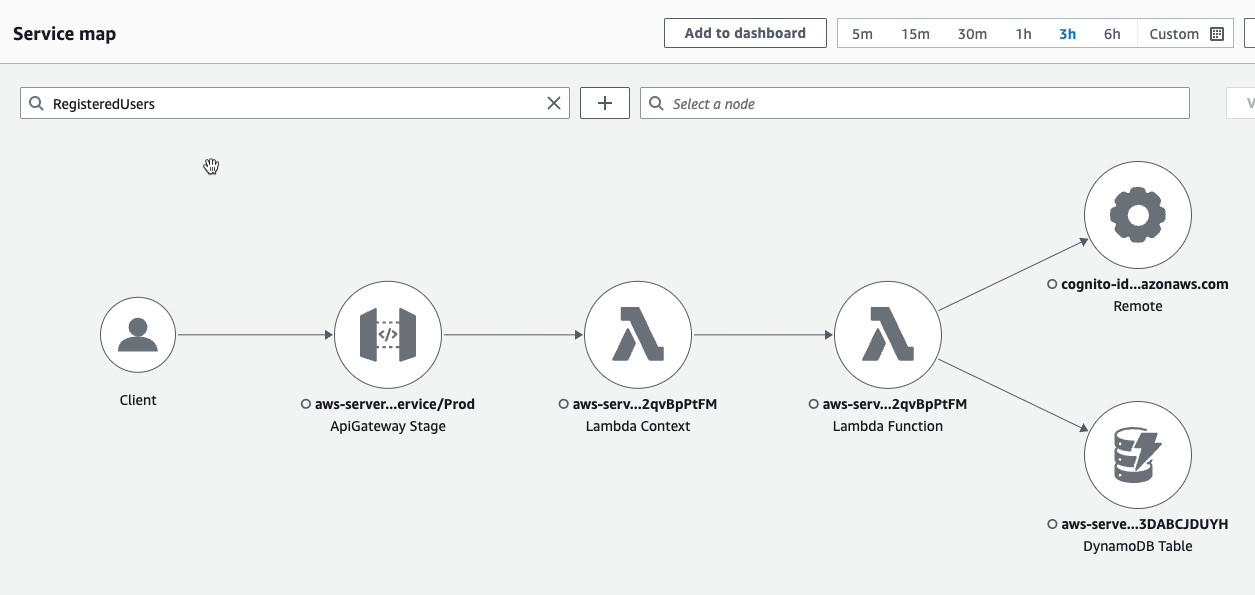 Service map
Add to dashboard
5m 15m 30m 1h 3h 6h Custom
RegisteredUsers
Select a node
V
cognito-id...azonaws.com
Remote
Client
aws-server...ervice/Prod
ApiGateway Stage
</>
aws-serv...2qvBpPtFM
Lambda Context
aws-serv...2qvBpPtFM
Lambda Function
aws-serve...3DABCJDUYH
DynamoDB Table